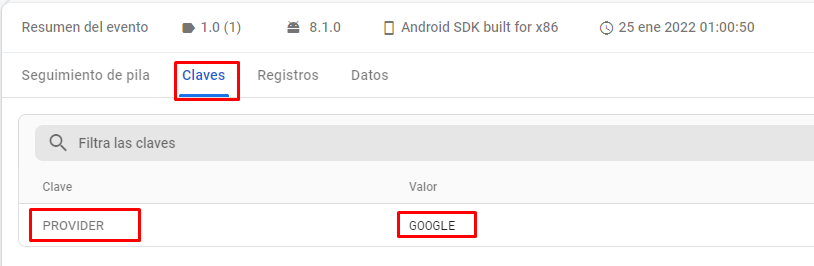 Resumen del evento 1.0 (1) 8.1.0 Android SDK built for x86 25 ene 2022 01:00:50
Seguimiento de pila Claves Registros Datos
Filtra las claves
Clave Valor
PROVIDER GOOGLE